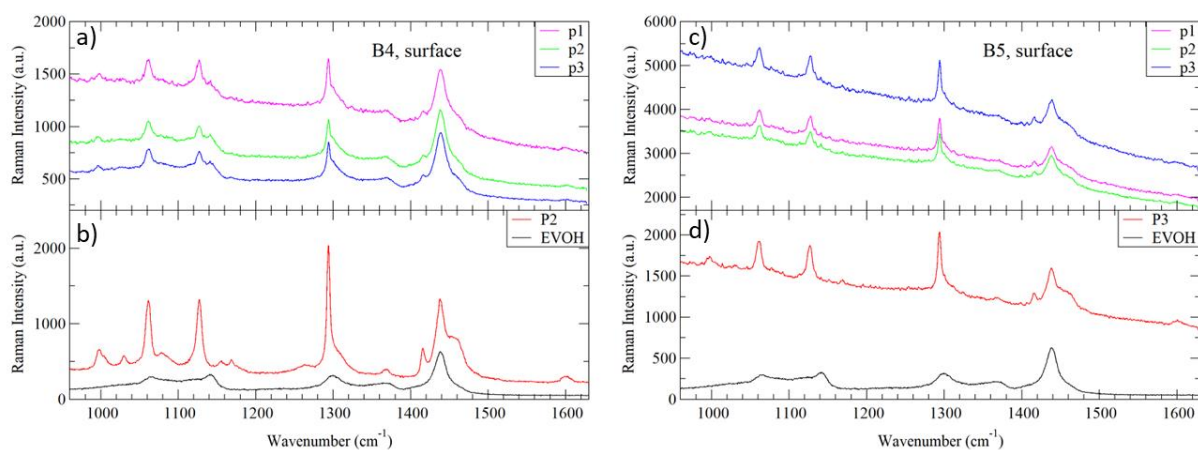 a)
B4, surface
p1
p2
p3
Raman Intensity (a.u.)
1500
1000
500
b)
P2
EVOH
Raman Intensity (a.u.)
2000
1000
0
1000 1100 1200 1300 1400 1500 1600
Wavenumber (cm-1)
c)
B5, surface
p1
p2
p3
Raman Intensity (a.u.)
6000
5000
4000
3000
2000
d)
P3
EVOH
Raman Intensity (a.u.)
2000
1500
1000
500
0
1000 1100 1200 1300 1400 1500 1600
Wavenumber (cm-1)